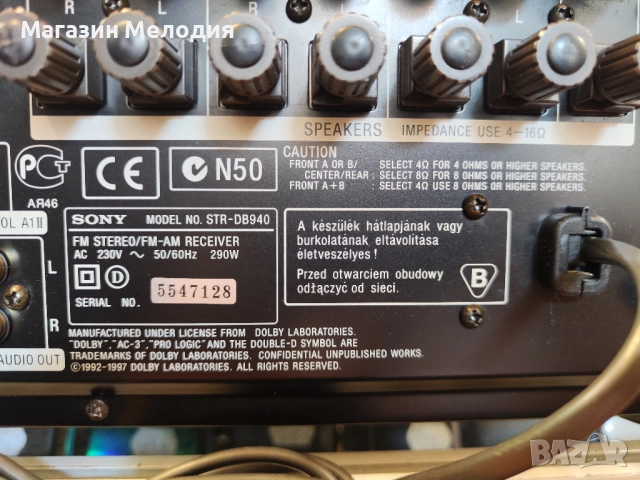 Магазин Мелодия
L
R
L
R
L
SPEAKERS IMPEDANCE USE 4–16Ω
PCT
АЯ46
CE
N50
CAUTION
FRONT A OR B/ : SELECT 4Ω FOR 4 OHMS OR HIGHER SPEAKERS.
CENTER/REAR : SELECT 8Ω FOR 8 OHMS OR HIGHER SPEAKERS.
FRONT A+B : SELECT 4Ω USE 8 OHMS OR HIGHER SPEAKERS.
OL A1II
SONY MODEL NO. STR-DB940
FM STEREO/FM-AM RECEIVER
AC 230V ~ 50/60HZ 290W
D
SERIAL NO. 5547128
A készülék hátlapjának vagy
burkolatának eltávolítása
életveszélyes !
Przed otwarciem obudowy
odłączyć od sieci.
B
L
R
AUDIO OUT
MANUFACTURED UNDER LICENSE FROM DOLBY LABORATORIES.
"DOLBY", "AC-3", "PRO LOGIC" AND THE DOUBLE-D SYMBOL ARE
TRADEMARKS OF DOLBY LABORATORIES. CONFIDENTIAL UNPUBLISHED WORKS.
©1992-1997 DOLBY LABORATORIES. ALL RIGHTS RESERVED.
BAZAR